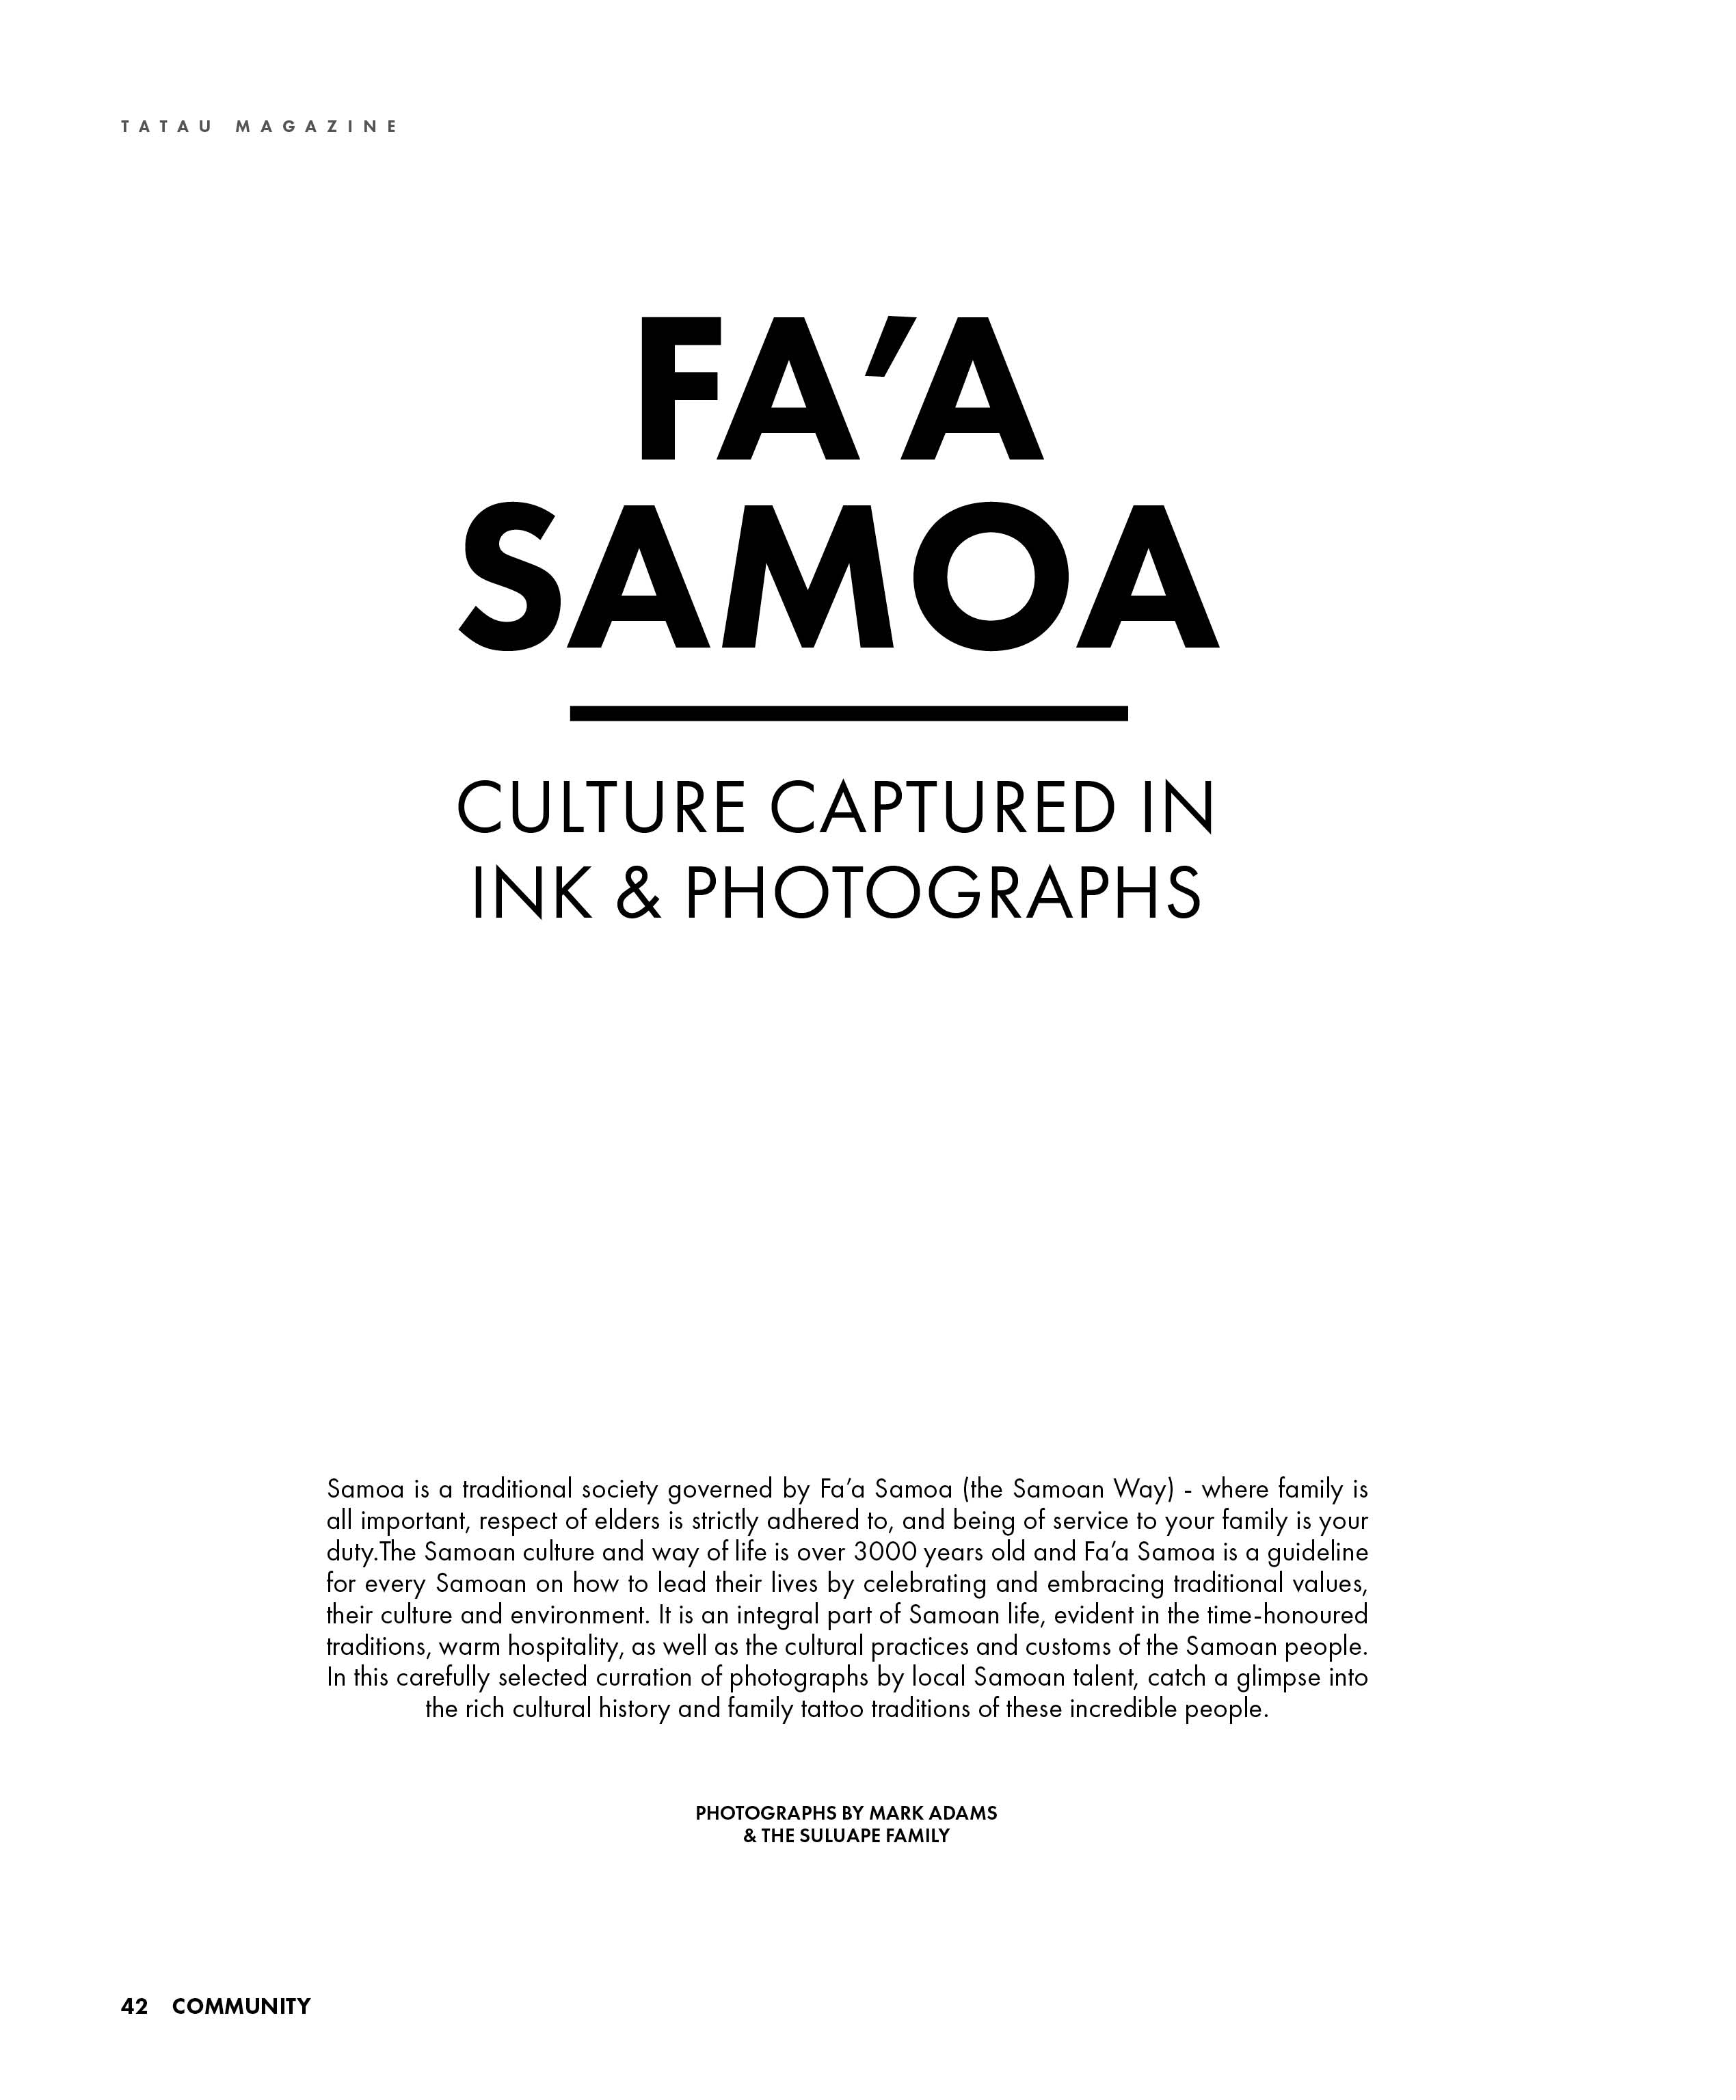 TATAU MAGAZINE
FA’A
SAMOA
CULTURE CAPTURED IN
INK & PHOTOGRAPHS
Samoa is a traditional society governed by Fa’a Samoa (the Samoan Way) - where family is
all important, respect of elders is strictly adhered to, and being of service to your family is your
duty.The Samoan culture and way of life is over 3000 years old and Fa’a Samoa is a guideline
for every Samoan on how to lead their lives by celebrating and embracing traditional values,
their culture and environment. It is an integral part of Samoan life, evident in the time-honoured
traditions, warm hospitality, as well as the cultural practices and customs of the Samoan people.
In this carefully selected curration of photographs by local Samoan talent, catch a glimpse into
the rich cultural history and family tattoo traditions of these incredible people.
PHOTOGRAPHS BY MARK ADAMS
& THE SULUAPE FAMILY
42 COMMUNITY